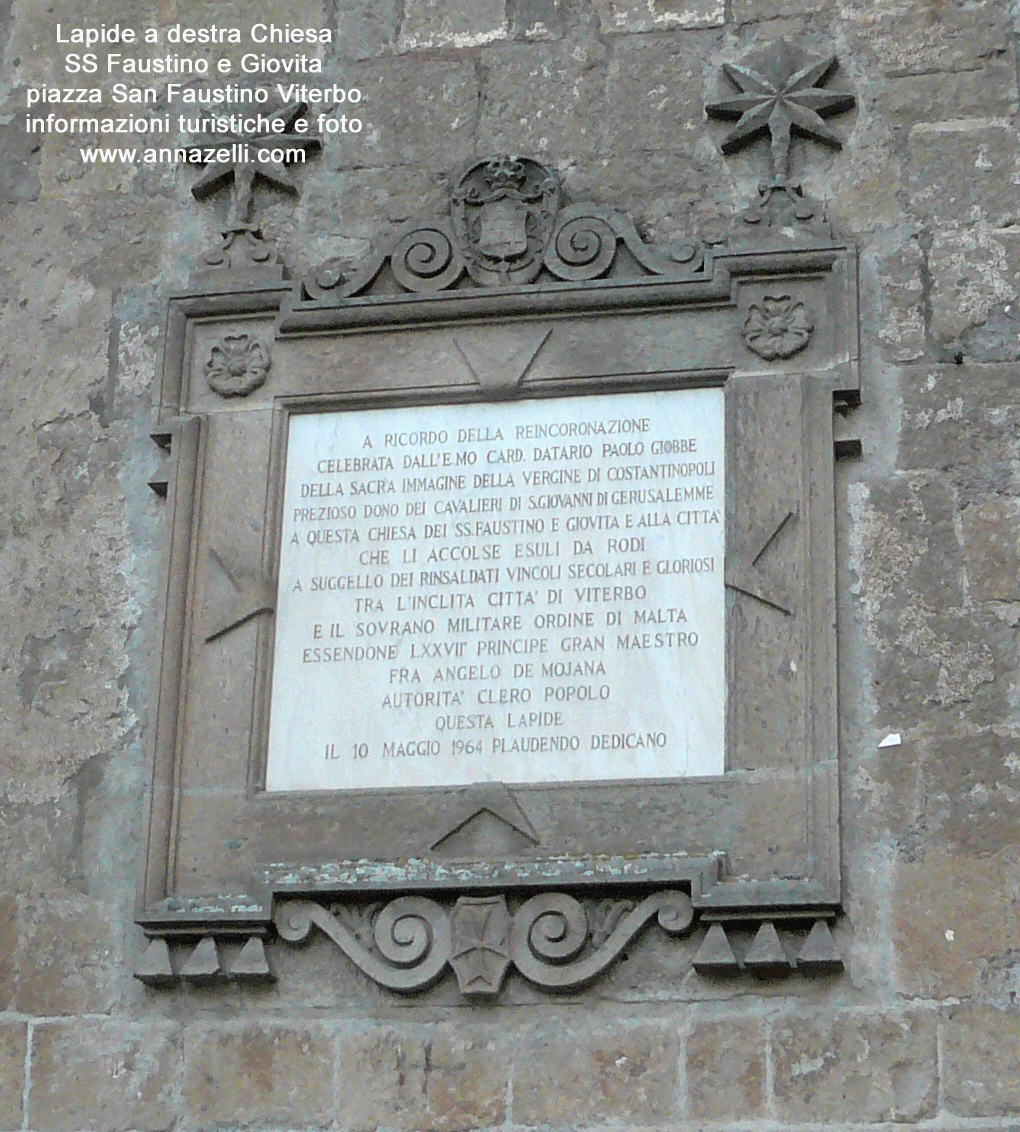 Lapide a destra Chiesa
SS Faustino e Giovita
piazza San Faustino Viterbo
informazioni turistiche e foto
www.annazelli.com
A RICORDO DELLA REINCORONAZIONE
CELEBRATA DALL'E.MO CARD. DATARIO PAOLO GIOBBE
DELLA SACRA IMMAGINE DELLA VERGINE DI COSTANTINOPOLI
PREZIOSO DONO DEI CAVALIERI DI S.GIOVANNI DI GERUSALEMME
A QUESTA CHIESA DEI SS.FAUSTINO E GIOVITA E ALLA CITTA'
CHE LI ACCOLSE ESULI DA RODI
A SUGGELLO DEI RINSALDATI VINCOLI SECOLARI E GLORIOSI
TRA L'INCLITA CITTA' DI VITERBO
E IL SOVRANO MILITARE ORDINE DI MALTA
ESSENDONE LXXVII° PRINCIPE GRAN MAESTRO
FRA ANGELO DE MOJANA
AUTORITA' CLERO POPOLO
QUESTA LAPIDE
IL 10 MAGGIO 1964 PLAUDENDO DEDICANO